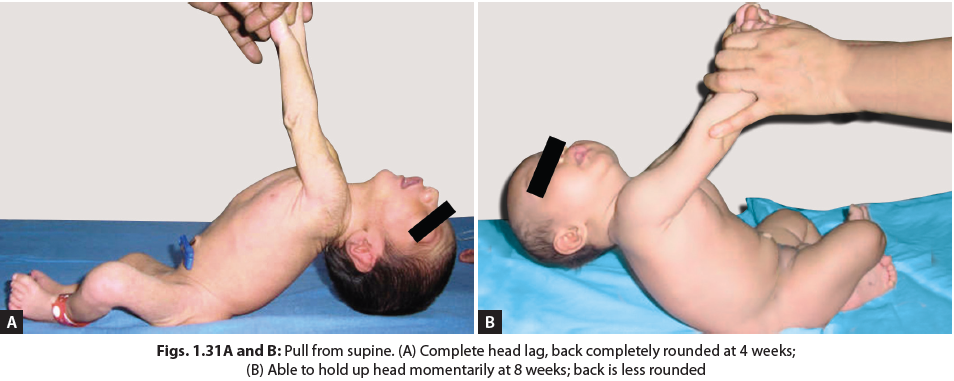 A
B
Figs. 1.31A and B: Pull from supine. (A) Complete head lag, back completely rounded at 4 weeks;
(B) Able to hold up head momentarily at 8 weeks; back is less rounded